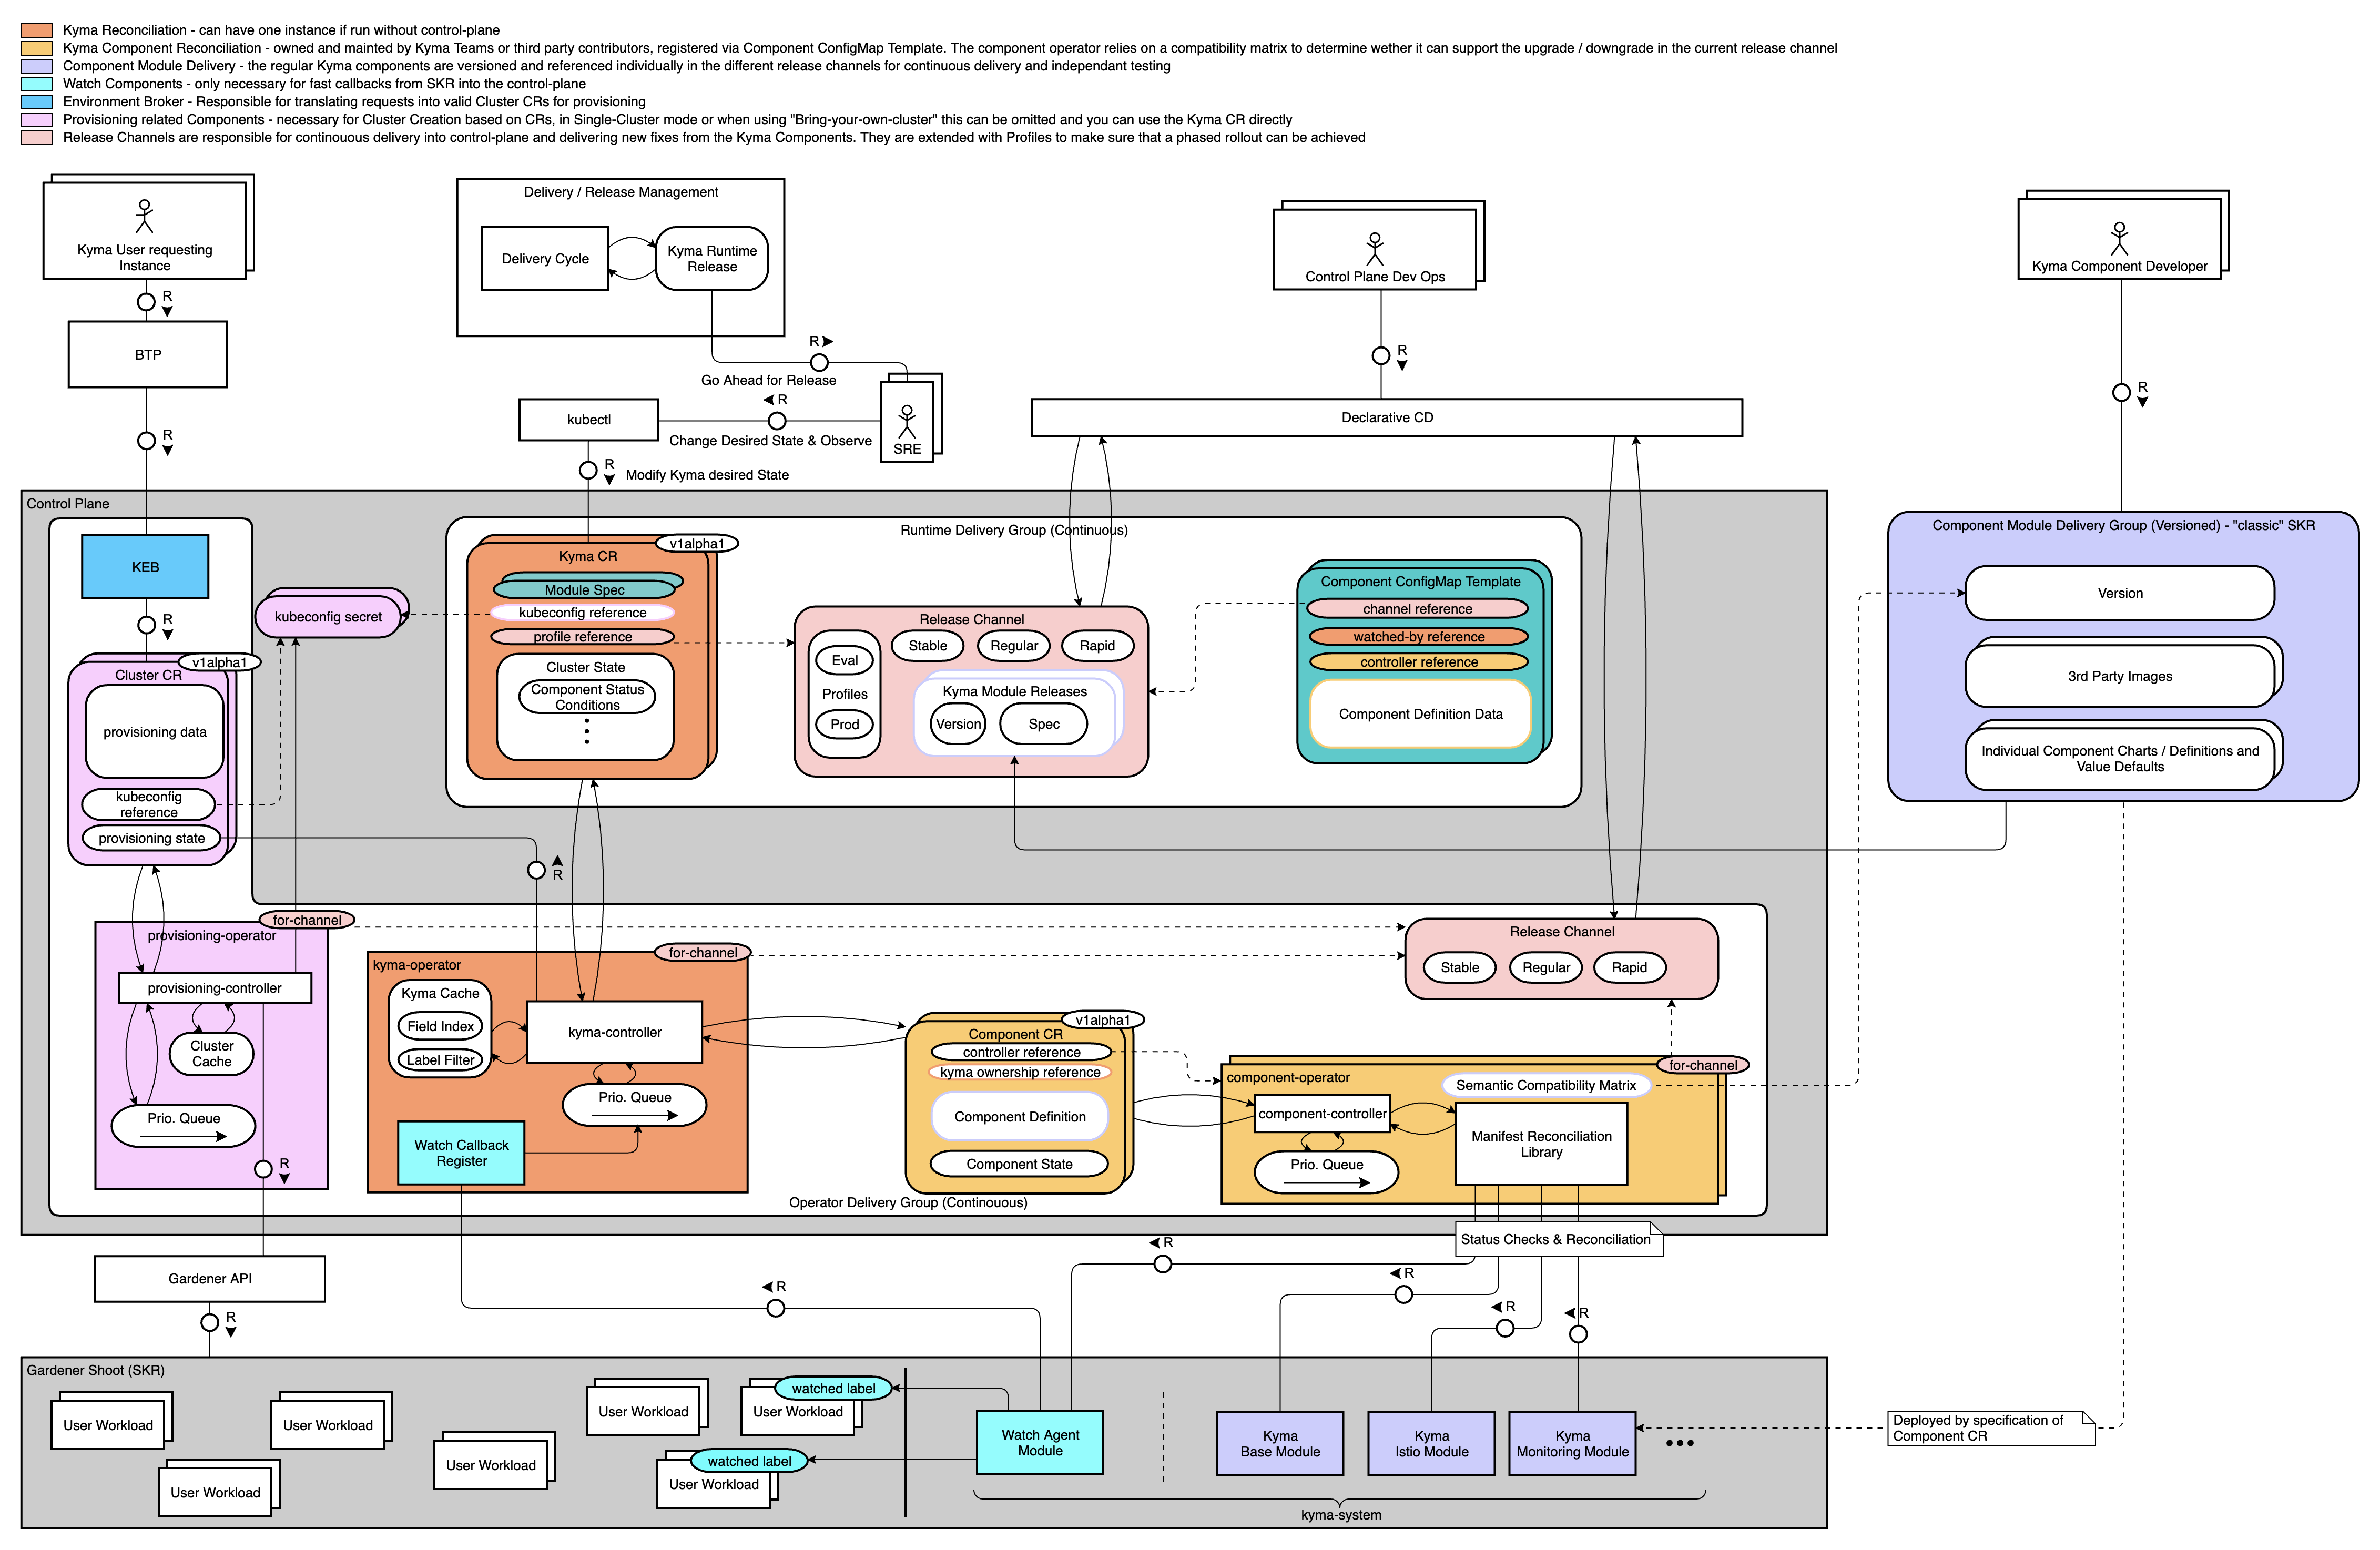 Kyma Reconciliation - can have one instance if run without control-plane
Kyma Component Reconciliation - owned and mainted by Kyma Teams or third party contributors, registered via Component ConfigMap Template. The component operator relies on a compatibility matrix to determine wether it can support the upgrade / downgrade in the current release channel
Component Module Delivery - the regular Kyma components are versioned and referenced individually in the different release channels for continuous delivery and independant testing
Watch Components - only necessary for fast callbacks from SKR into the control-plane
Environment Broker - Responsible for translating requests into valid Cluster CRs for provisioning
Provisioning related Components - necessary for Cluster Creation based on CRs, in Single-Cluster mode or when using "Bring-your-own-cluster" this can be omitted and you can use the Kyma CR directly
Release Channels are responsible for continouous delivery into control-plane and delivering new fixes from the Kyma Components. They are extended with Profiles to make sure that a phased rollout can be achieved
Kyma User requesting
Instance
R
BTP
R
Delivery / Release Management
Delivery Cycle
Kyma Runtime
Release
R
Go Ahead for Release
SRE
R
Change Desired State & Observe
kubectl
R
Modify Kyma desired State
Control Plane Dev Ops
R
Declarative CD
Kyma Component Developer
R
Control Plane
KEB
R
kubeconfig secret
v1alpha1
Cluster CR
provisioning data
kubeconfig
reference
provisioning state
R
Runtime Delivery Group (Continuous)
v1alpha1
Kyma CR
Module Spec
kubeconfig reference
profile reference
Cluster State
Component Status
Conditions
Release Channel
Eval
Profiles
Prod
Stable
Regular
Rapid
Kyma Module Releases
Version
Spec
Component ConfigMap Template
channel reference
watched-by reference
controller reference
Component Definition Data
Component Module Delivery Group (Versioned) - "classic" SKR
Version
3rd Party Images
Individual Component Charts / Definitions and
Value Defaults
for-channel
provisioning-operator
provisioning-controller
Cluster
Cache
Prio. Queue
R
for-channel
kyma-operator
Kyma Cache
Field Index
Label Filter
kyma-controller
Prio. Queue
Watch Callback
Register
v1alpha1
Component CR
controller reference
kyma ownership reference
Component Definition
Component State
Operator Delivery Group (Continouous)
Release Channel
Stable
Regular
Rapid
for-channel
component-operator
Semantic Compatibility Matrix
component-controller
Prio. Queue
Manifest Reconciliation
Library
Status Checks & Reconciliation
Gardener API
R
R
R
R
R
R
Gardener Shoot (SKR)
User Workload
User Workload
User Workload
User Workload
User Workload
watched label
User Workload
watched label
User Workload
Watch Agent
Module
Kyma
Base Module
Kyma
Istio Module
Kyma
Monitoring Module
kyma-system
Deployed by specification of
Component CR